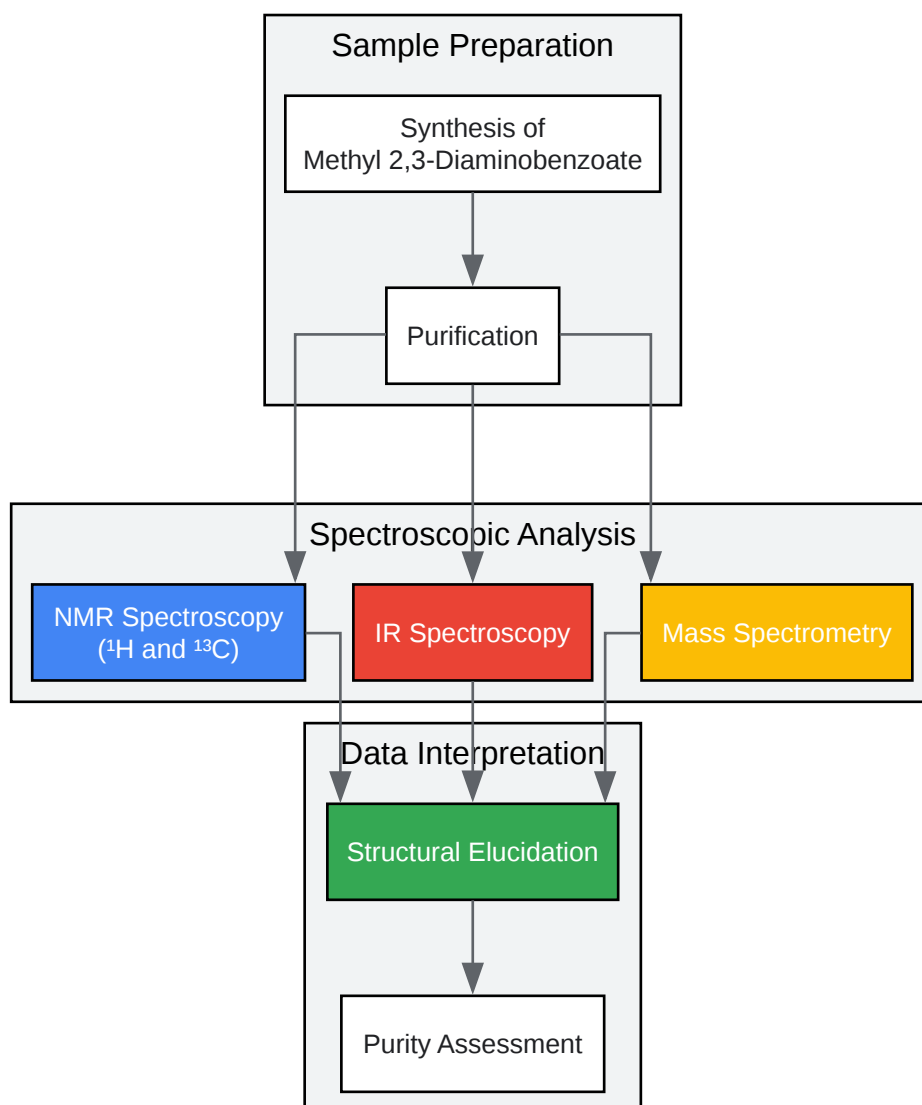 Sample Preparation
Synthesis of
Methyl 2,3-Diaminobenzoate
Purification
Spectroscopic Analysis
NMR Spectroscopy
(¹H and ¹³C)
IR Spectroscopy
Mass Spectrometry
Data Interpretation
Structural Elucidation
Purity Assessment